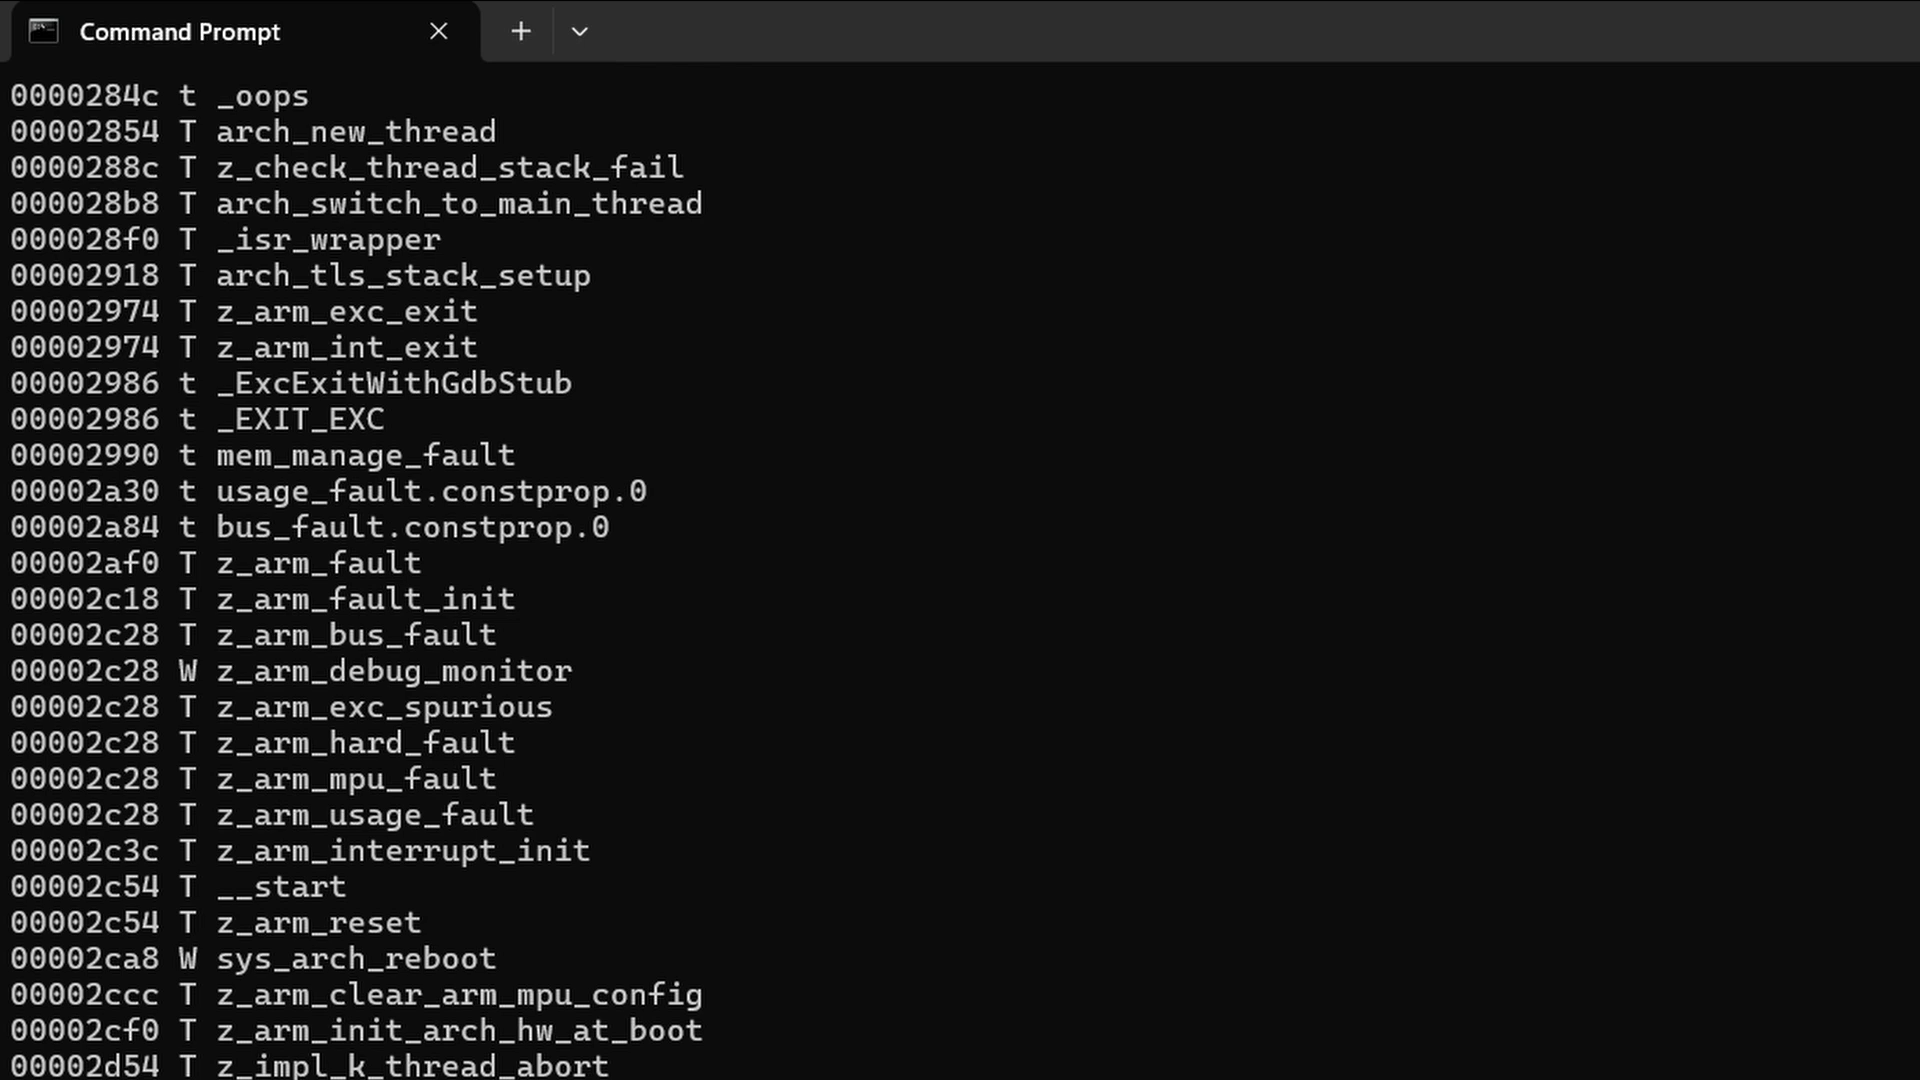 Command Prompt
0000284c t _oops
00002854 T arch_new_thread
0000288c T z_check_thread_stack_fail
000028b8 T arch_switch_to_main_thread
000028f0 T _isr_wrapper
00002918 T arch_tls_stack_setup
00002974 T z_arm_exc_exit
00002974 T z_arm_int_exit
00002986 t _ExcExitWithGdbStub
00002986 t _EXIT_EXC
00002990 t mem_manage_fault
00002a30 t usage_fault.constprop.0
00002a84 t bus_fault.constprop.0
00002af0 T z_arm_fault
00002c18 T z_arm_fault_init
00002c28 T z_arm_bus_fault
00002c28 W z_arm_debug_monitor
00002c28 T z_arm_exc_spurious
00002c28 T z_arm_hard_fault
00002c28 T z_arm_mpu_fault
00002c28 T z_arm_usage_fault
00002c3c T z_arm_interrupt_init
00002c54 T __start
00002c54 T z_arm_reset
00002ca8 W sys_arch_reboot
00002ccc T z_arm_clear_arm_mpu_config
00002cf0 T z_arm_init_arch_hw_at_boot
00002d54 T z_impl_k_thread_abort